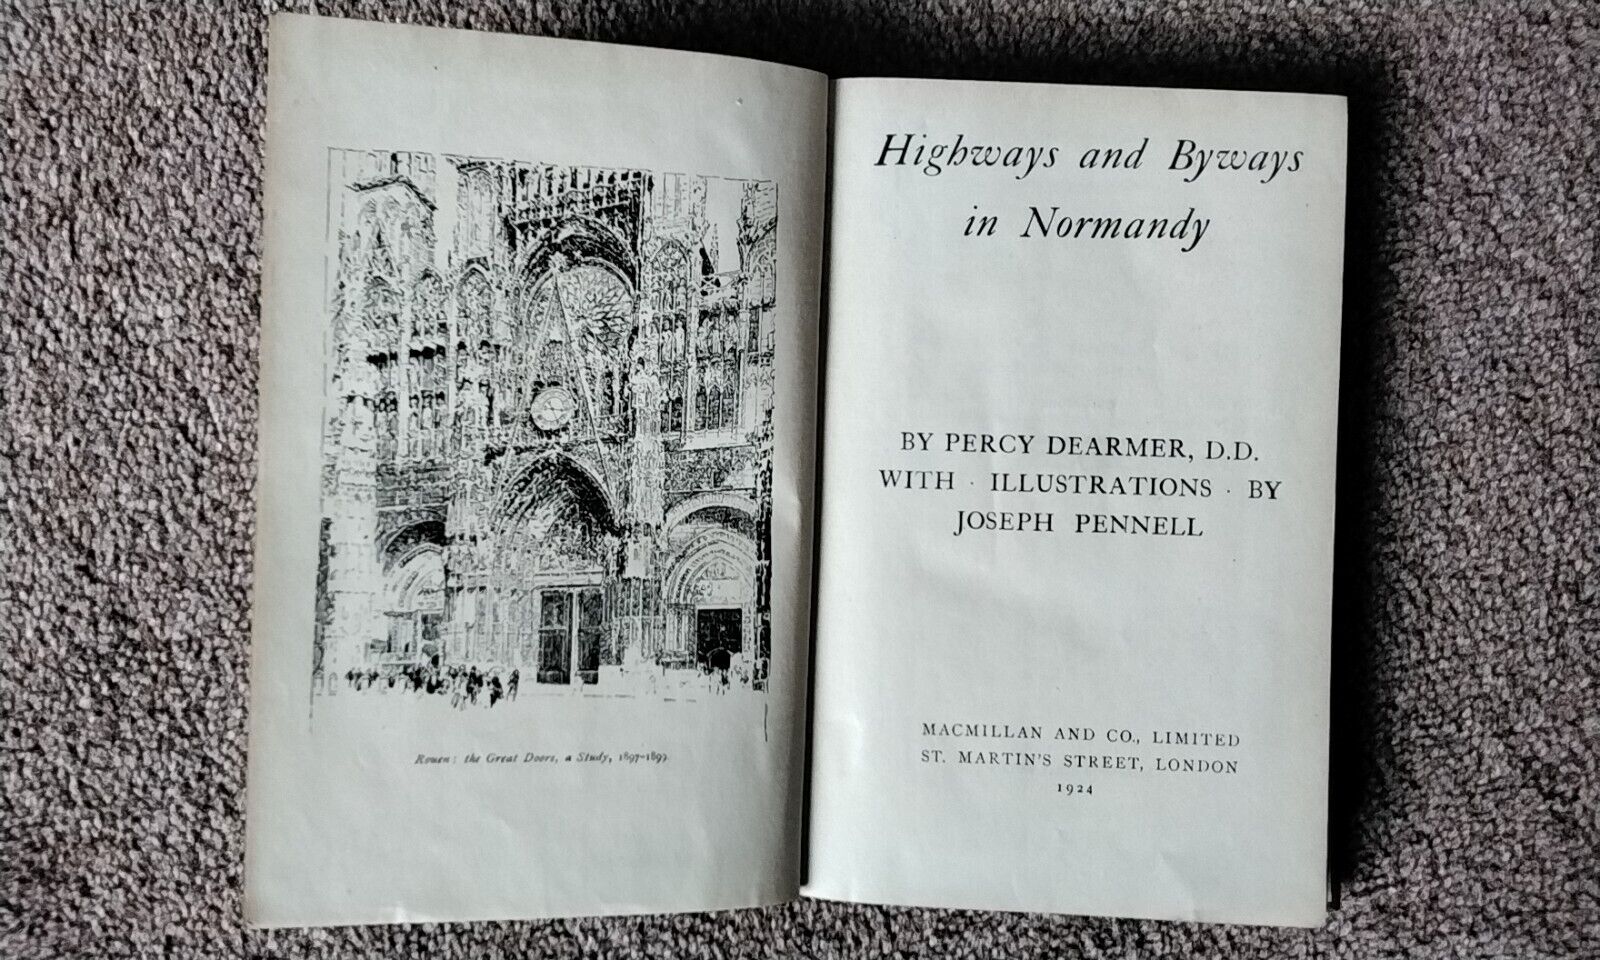 Rouen: the Great Doors, a Study, 1897-1899
Highways and Byways
in Normandy
BY PERCY DEARMER, D.D.
WITH · ILLUSTRATIONS · BY
JOSEPH PENNELL
MACMILLAN AND CO., LIMITED
ST. MARTIN'S STREET, LONDON
1924